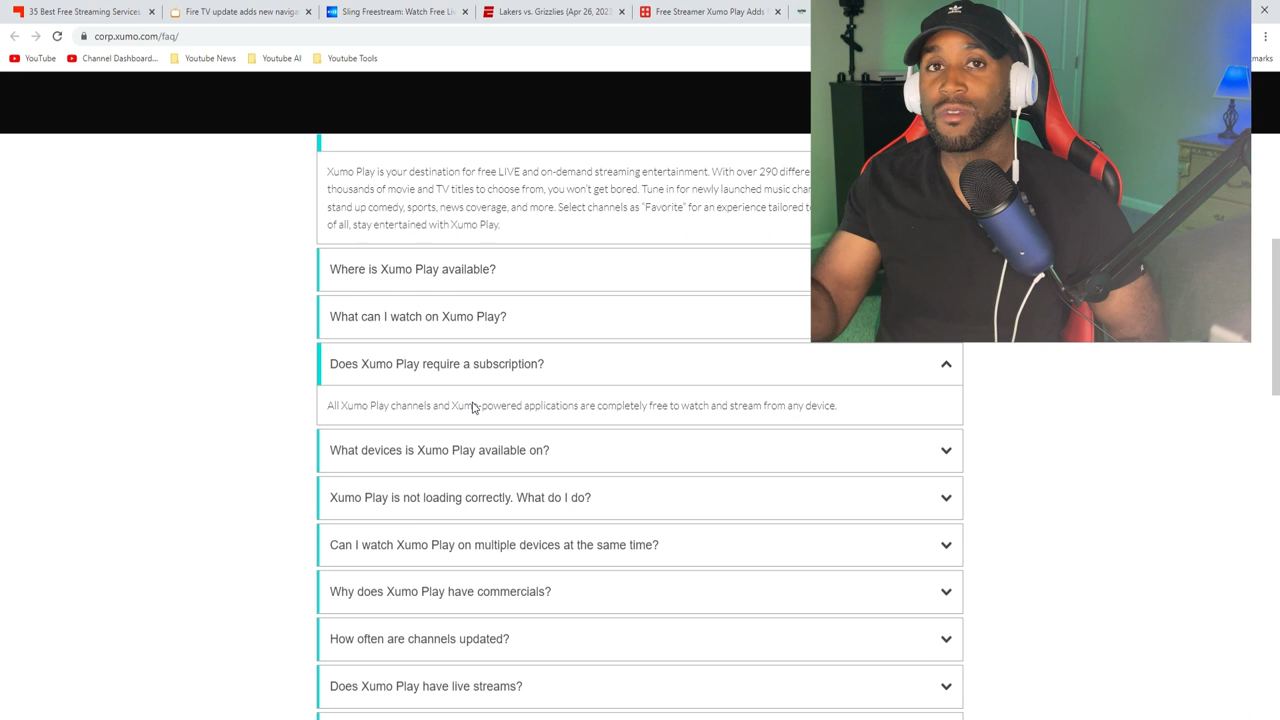 35 Best Free Streaming Services
Fire TV update adds new naviga
Sling Freestream: Watch Free Li
Lakers vs. Grizzlies (Apr 26, 202
Free Streamer Xumo Play Adds
corp.xumo.com/faq/
YouTube
Channel Dashboard...
Youtube News
Youtube AI
Youtube Tools
marks
Xumo Play is your destination for free LIVE and on-demand streaming entertainment. With over 290 differe
thousands of movie and TV titles to choose from, you won't get bored. Tune in for newly launched music chan
stand up comedy, sports, news coverage, and more. Select channels as "Favorite" for an experience tailored to
of all, stay entertained with Xumo Play.
Where is Xumo Play available?
What can I watch on Xumo Play?
Does Xumo Play require a subscription?
All Xumo Play channels and Xumo-powered applications are completely free to watch and stream from any device.
What devices is Xumo Play available on?
Xumo Play is not loading correctly. What do I do?
Can I watch Xumo Play on multiple devices at the same time?
Why does Xumo Play have commercials?
How often are channels updated?
Does Xumo Play have live streams?